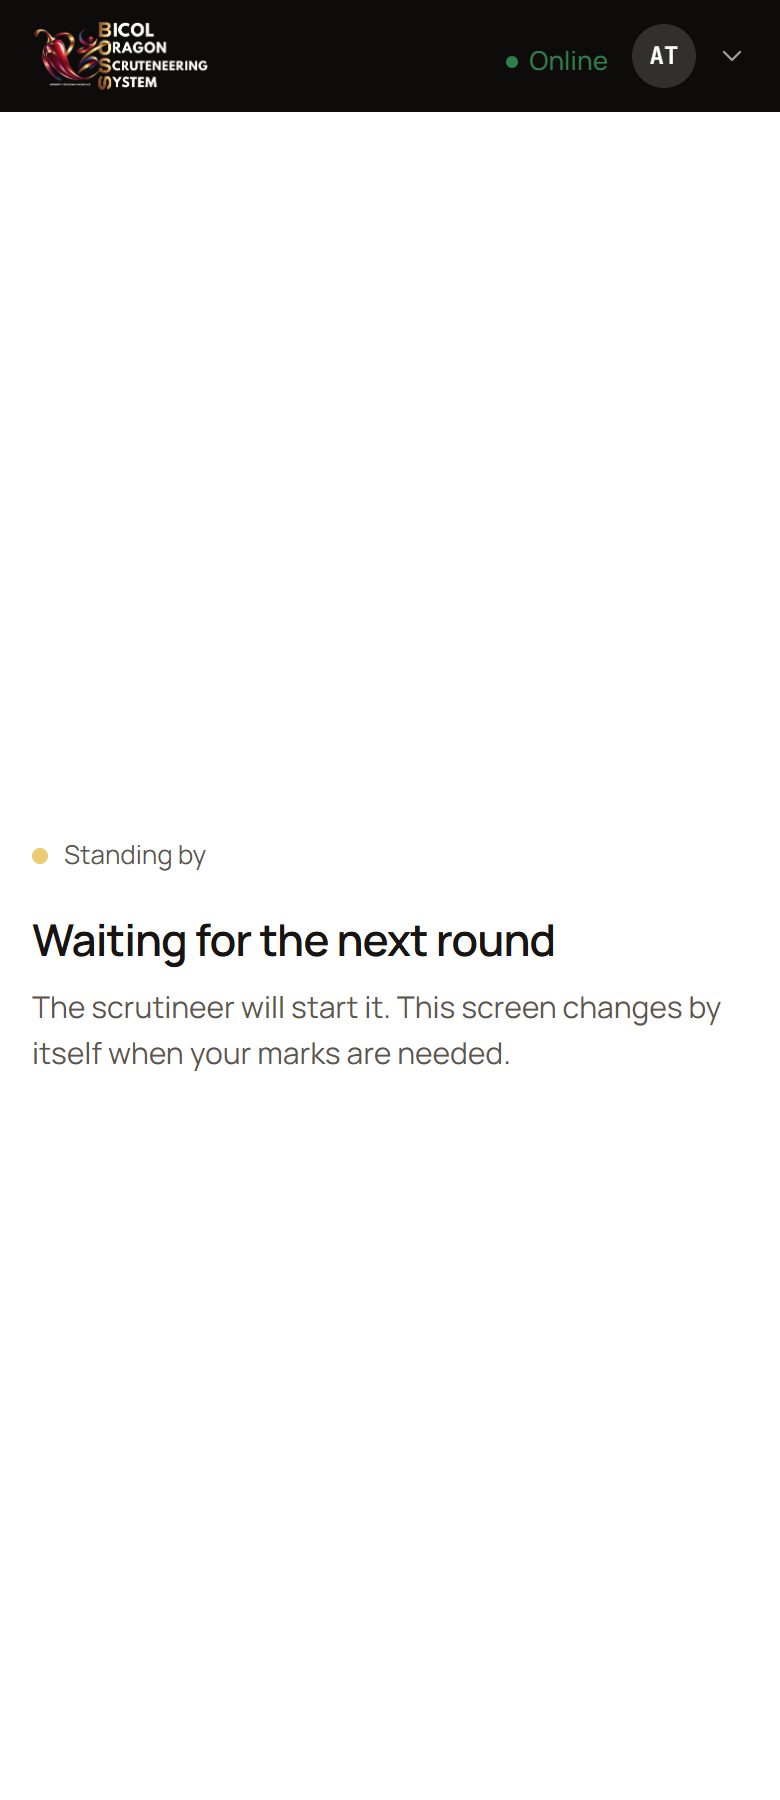 BICOL
DRAGON
SCRUTENEERING
SYSTEM
Online
AT
Standing by
Waiting for the next round
The scrutineer will start it. This screen changes by
itself when your marks are needed.